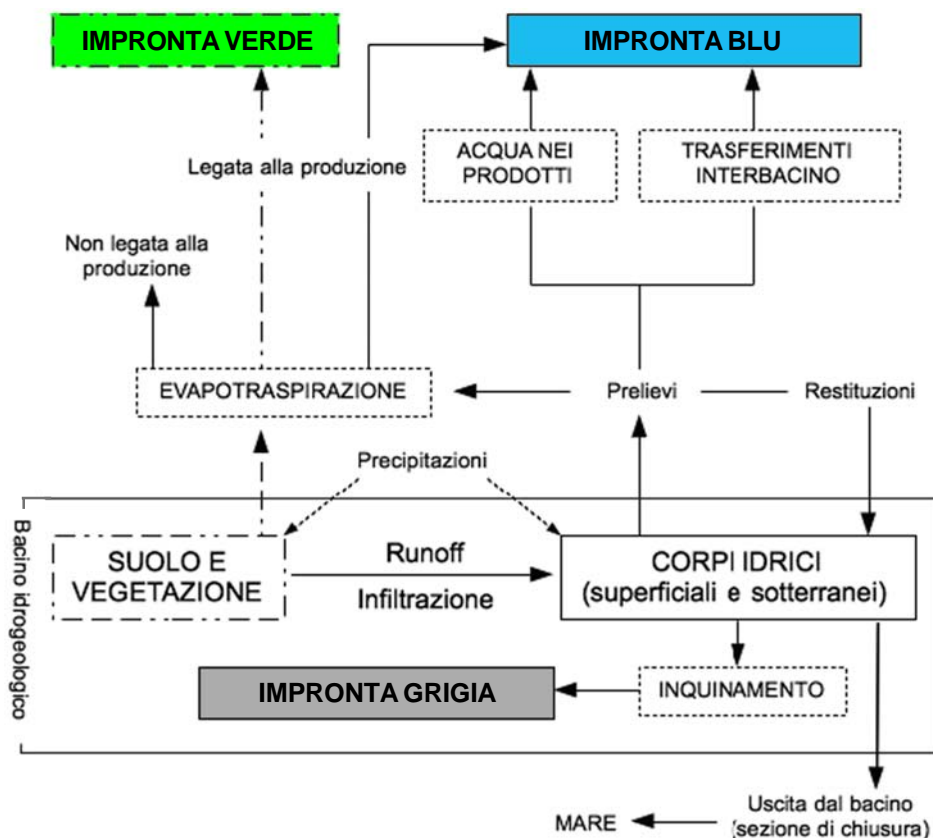 IMPRONTA VERDE
IMPRONTA BLU
ACQUA NEI
PRODOTTI
TRASFERIMENTI
INTERBACINO
Legata alla produzione
Non legata alla
produzione
EVAPOTRASPIRAZIONE
Prelievi
Restituzioni
Precipitazioni
Bacino idrogeologico
SUOLO E
VEGETAZIONE
Runoff
Infiltrazione
CORPI IDRICI
(superficiali e sotterranei)
IMPRONTA GRIGIA
INQUINAMENTO
Uscita dal bacino
(sezione di chiusura)
MARE